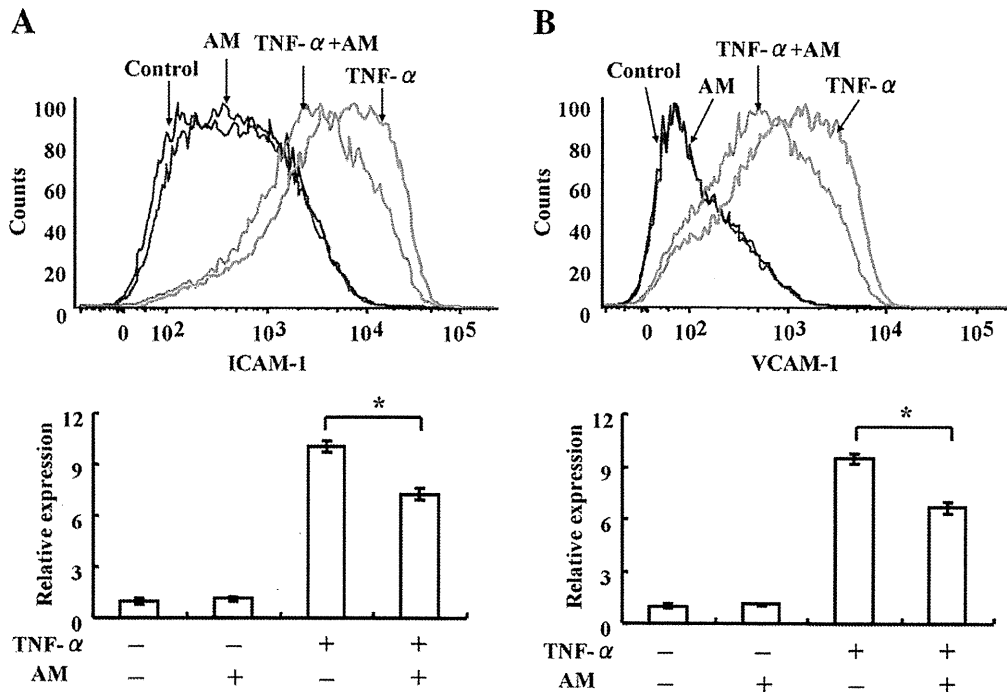 A
AM TNF-α+AM
Control TNF-α
100
80
60
40
20
0
Counts
0 10² 10³ 10⁴ 10⁵
ICAM-1
12
9
6
3
0
Relative expression
*
TNF-α − − + +
AM − + − +
B
TNF-α+AM
Control AM TNF-α
100
80
60
40
20
0
Counts
0 10² 10³ 10⁴ 10⁵
VCAM-1
12
9
6
3
0
Relative expression
*
TNF-α − − + +
AM − + − +